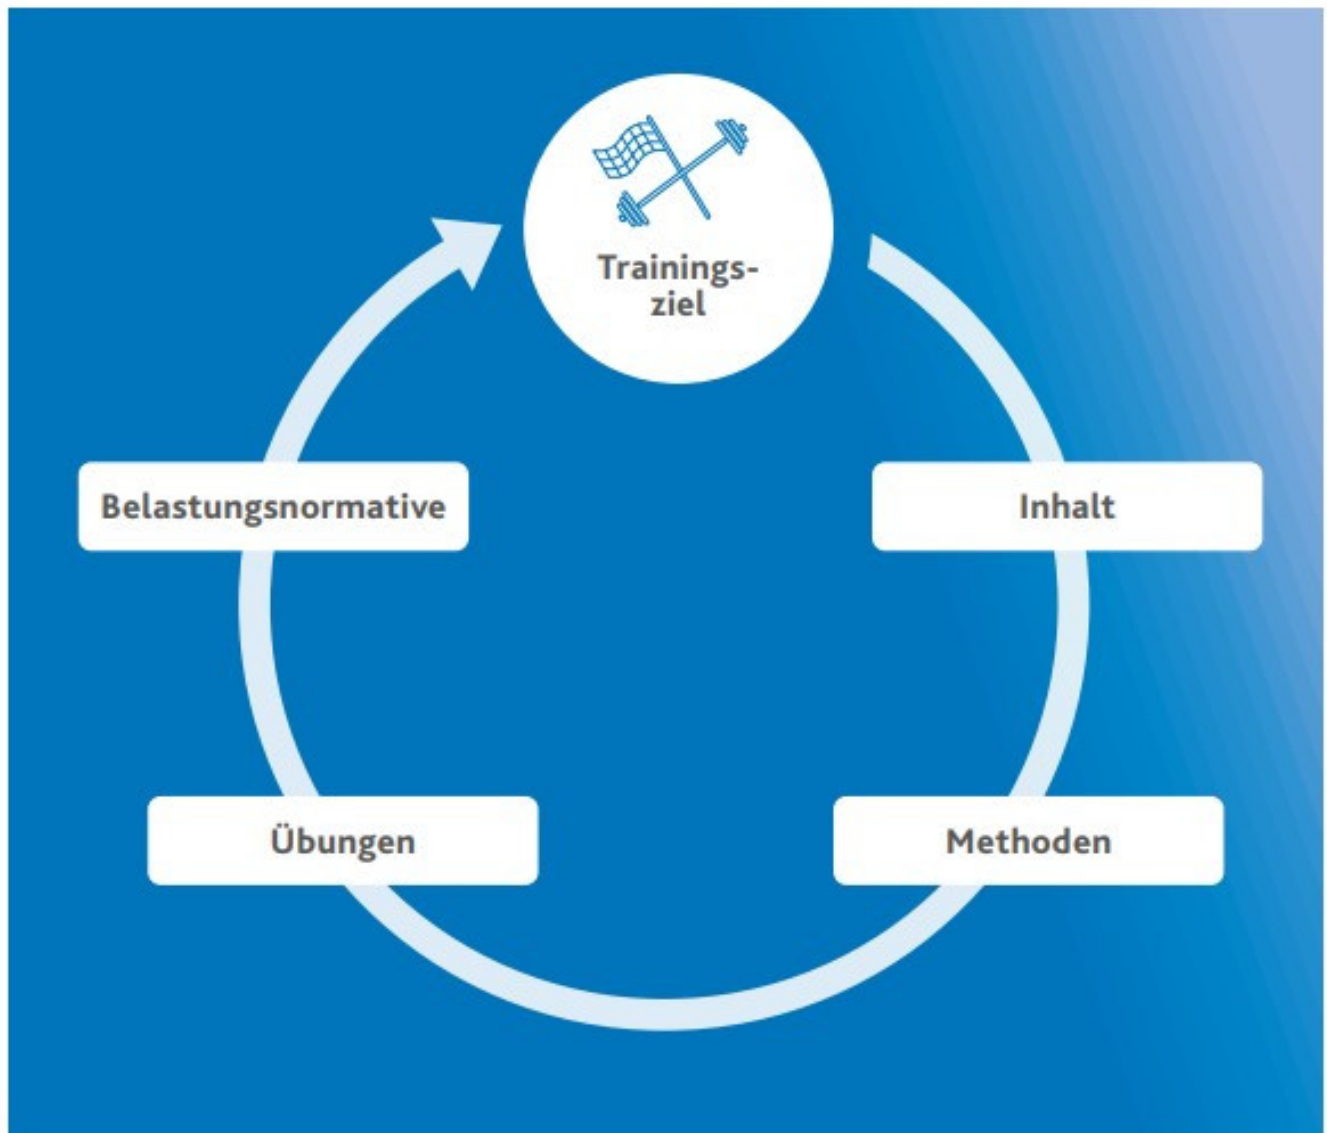 Trainings-
ziel
Inhalt
Methoden
Übungen
Belastungsnormative